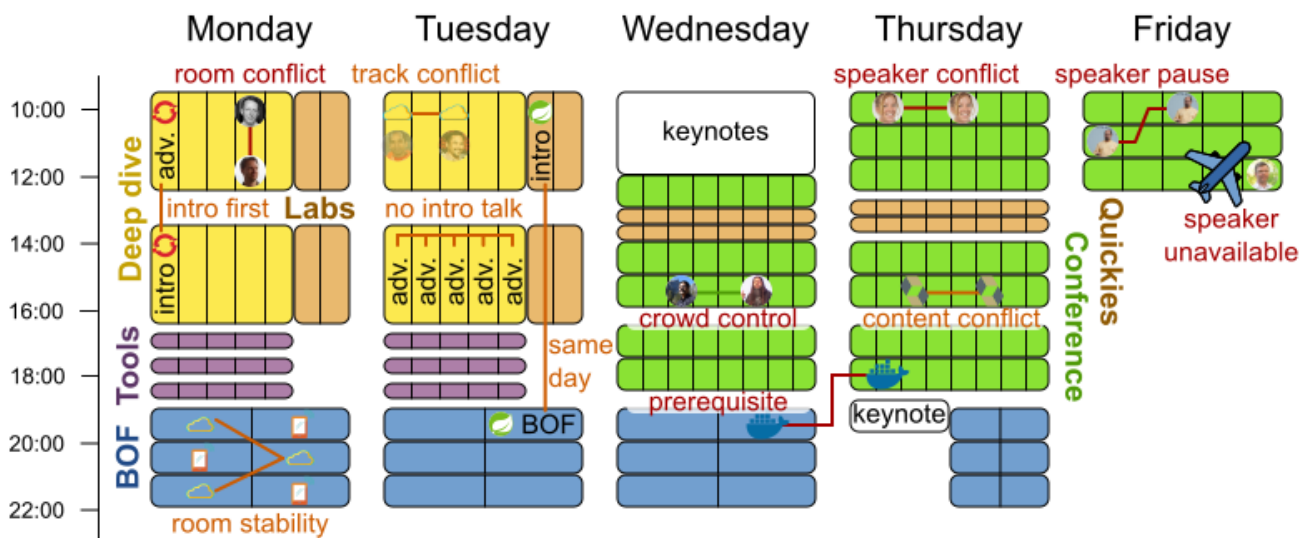 Monday Tuesday Wednesday Thursday Friday
room conflict track conflict speaker conflict speaker pause
10:00
12:00
14:00
16:00
18:00
20:00
22:00
Deep dive
Tools
BOF
adv.
intro first
Labs
intro
room stability
intro
no intro talk
adv. adv. adv. adv. adv.
same
day
BOF
keynotes
crowd control
prerequisite
content conflict
keynote
Conference
Quickies
speaker
unavailable